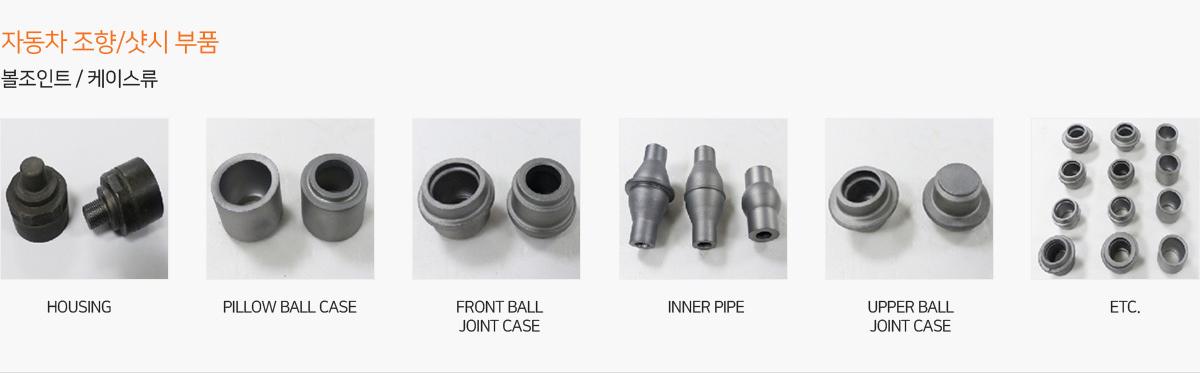 자동차 조향/샷시 부품
볼조인트 / 케이스류
HOUSING
PILLOW BALL CASE
FRONT BALL
JOINT CASE
INNER PIPE
UPPER BALL
JOINT CASE
ETC.